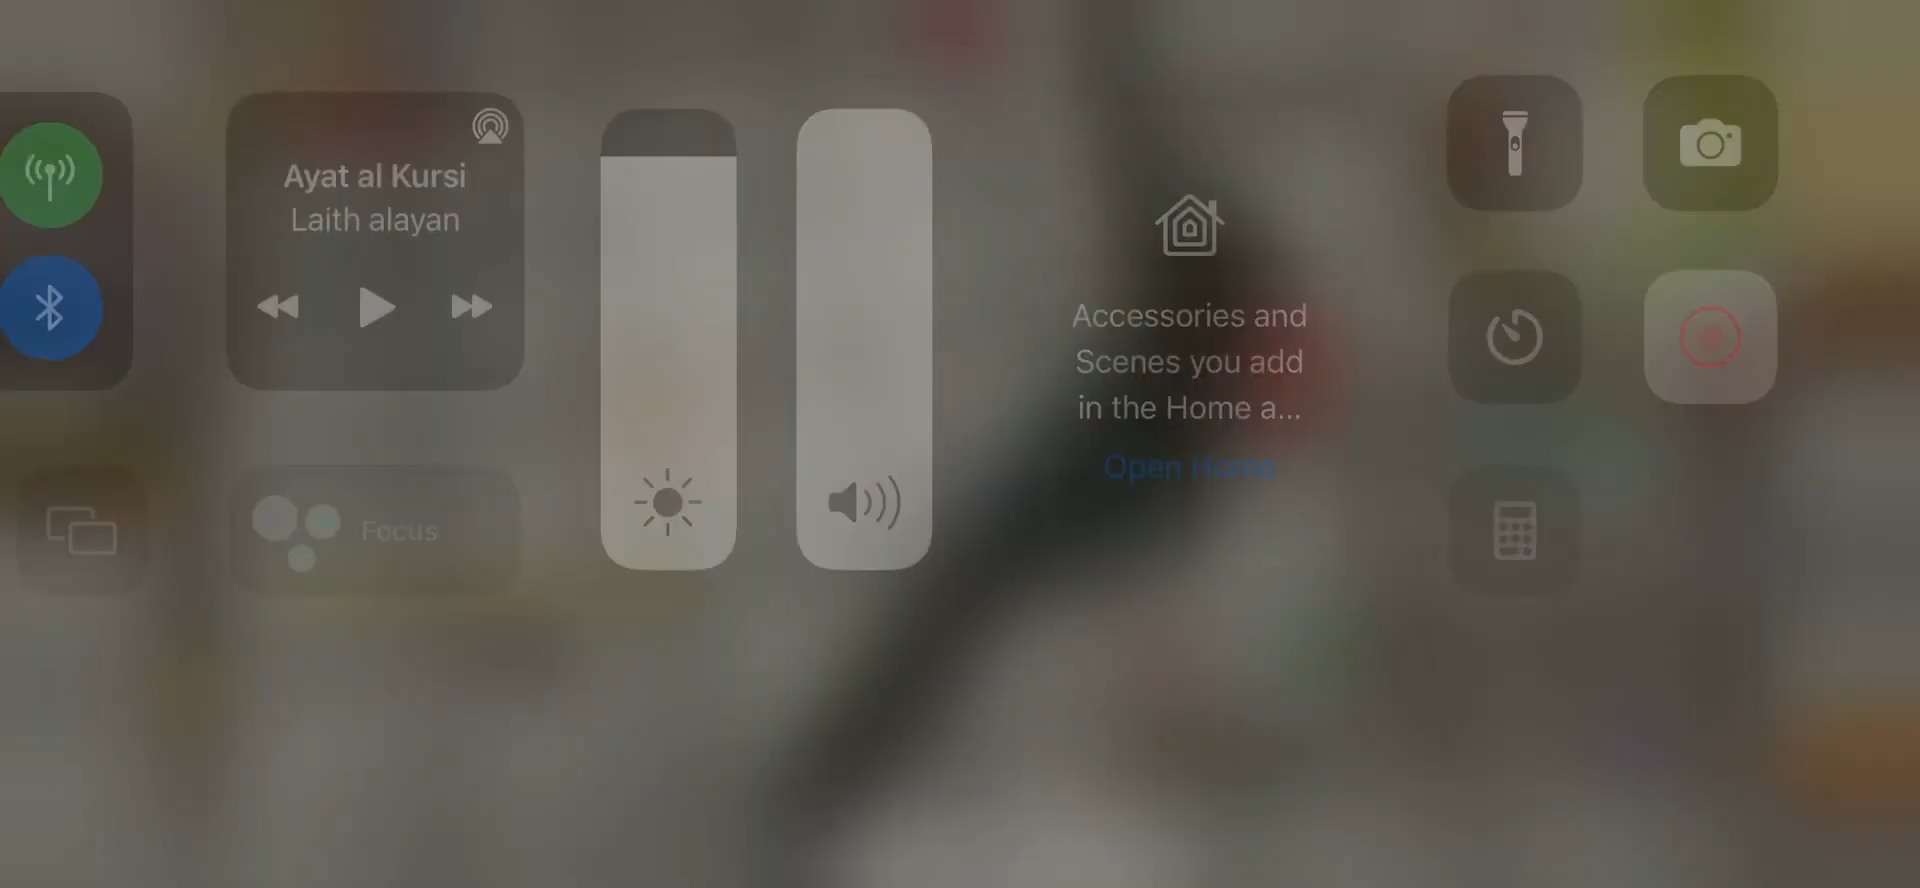 Ayat al Kursi
Laith alayan
Focus
Accessories and
Scenes you add
in the Home a...
Open Home